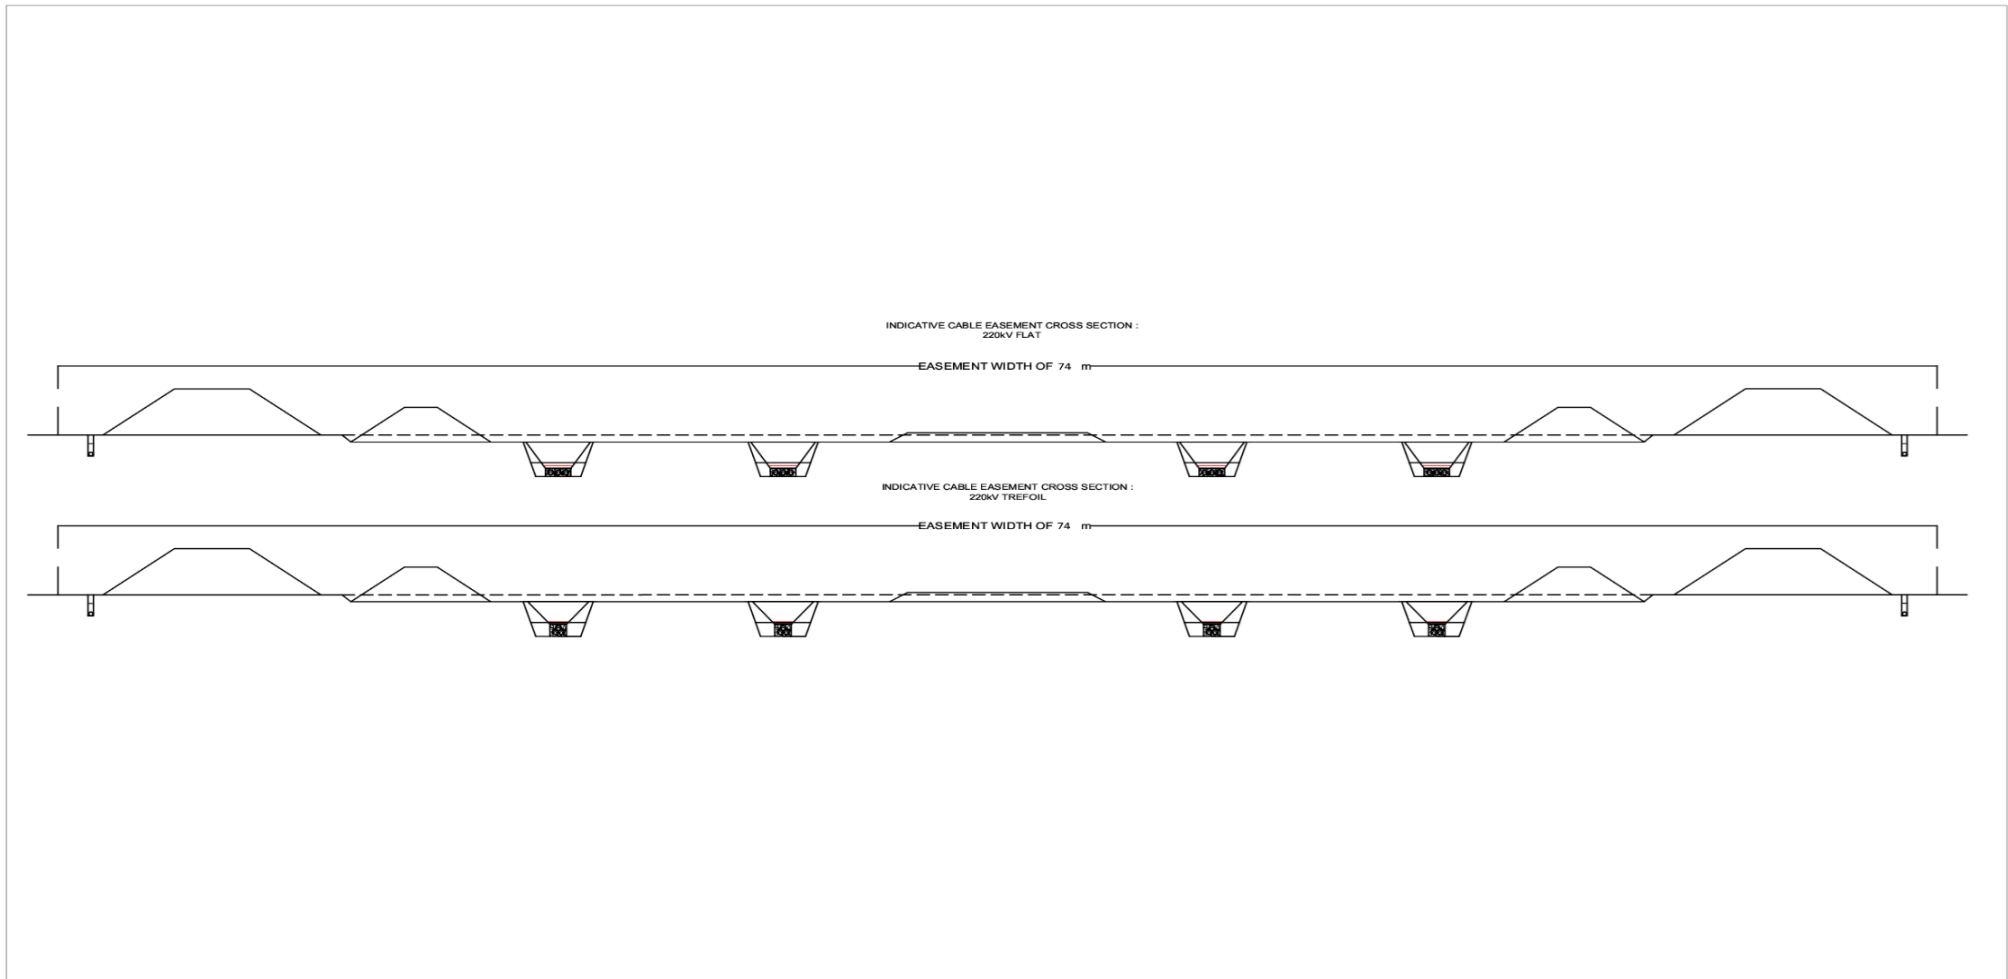 INDICATIVE CABLE EASEMENT CROSS SECTION :
220kV FLAT
EASEMENT WIDTH OF 74 m
INDICATIVE CABLE EASEMENT CROSS SECTION :
220kV TREFOIL
EASEMENT WIDTH OF 74 m